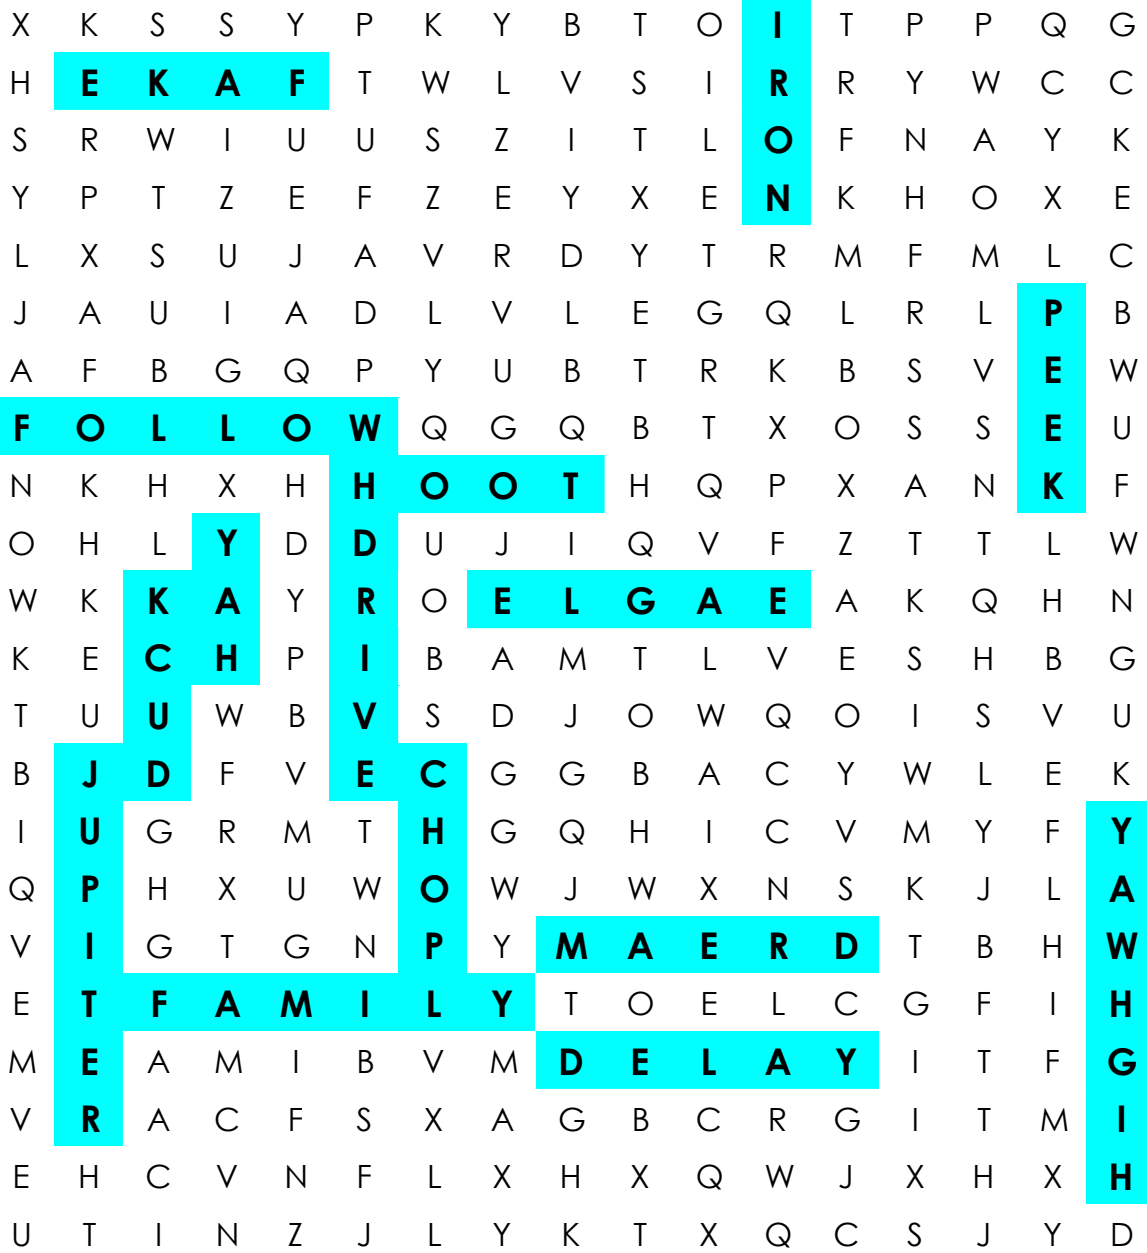 X K S S Y P K Y B T O I T P P Q G
H E K A F T W L V S I R R Y W C C
S R W I U U S Z I T L O F N A Y K
Y P T Z E F Z E Y X E N K H O X E
L X S U J A V R D Y T R M F M L C
J A U I A D L V L E G Q L R L P B
A F B G Q P Y U B T R K B S V E W
F O L L O W Q G Q B T X O S S E U
N K H X H H O O T H Q P X A N K F
O H L Y D D U J I Q V F Z T T L W
W K K A Y R O E L G A E A K Q H N
K E C H P I B A M T L V E S H B G
T U U W B V S D J O W Q O I S V U
B J D F V E C G G B A C Y W L E K
I U G R M T H G Q H I C V M Y F Y
Q P H X U W O W J W X N S K J L A
V I G T G N P Y M A E R D T B H W
E T F A M I L Y T O E L C G F I H
M E A M I B V M D E L A Y I T F G
V R A C F S X A G B C R G I T M I
E H C V N F L X H X Q W J X H X H
U T I N Z J L Y K T X Q C S J Y D